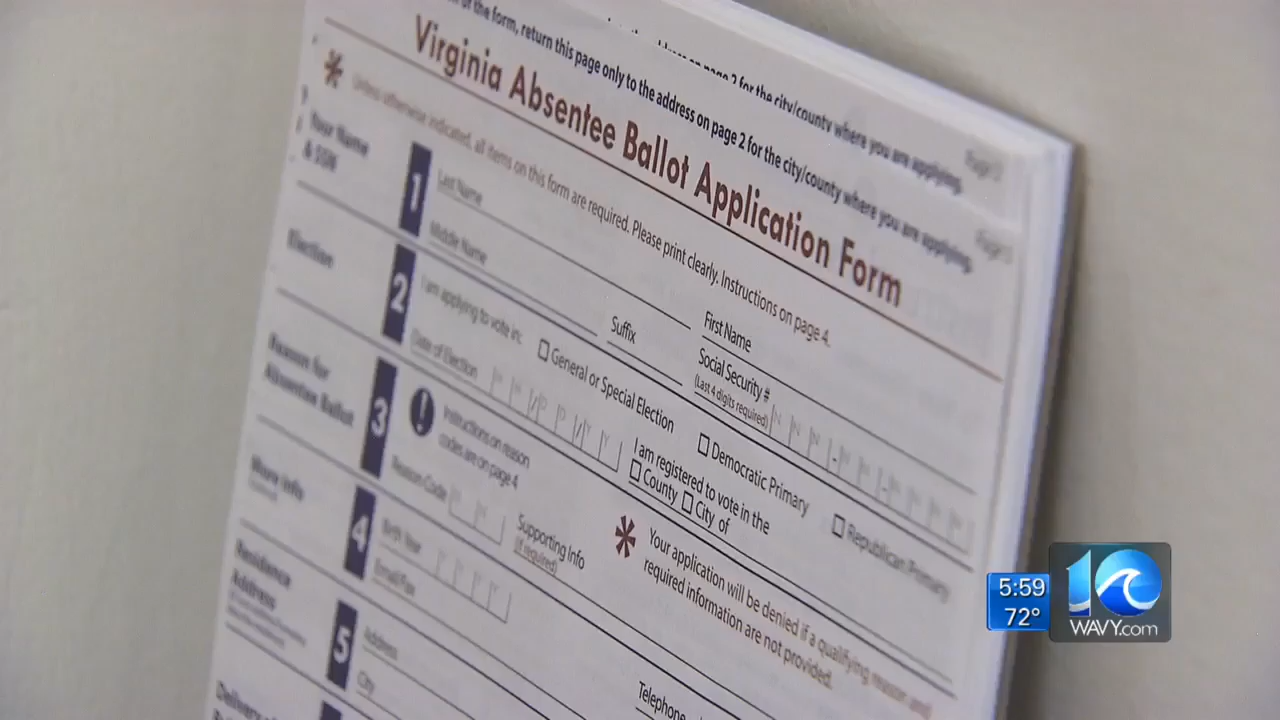 of the form, return this page only to the address on page 2 for the city/county where you are applying.
Virginia Absentee Ballot Application Form
* Unless otherwise indicated, all items on this form are required. Please print clearly. Instructions on page 4.
Your Name
& SSN
1
Last Name
First Name
Middle Name
Suffix
Social Security #
(Last 4 digits required)
Election
2
I am applying to vote in:
General or Special Election
Democratic Primary
Republican Primary
Date of Election
I am registered to vote in the
County
City of
Reason for
Absentee Ballot
3
! Instructions on reason
codes are on page 4
* Your application will be denied if a qualifying reason and
required information are not provided.
Reason Code
Supporting Info
(if required)
More Info
4
Birth Year
Email/Fax
Telephone
Residence
Address
5
Address
City
Delivery of
5:59
72°
10
WAVY.com